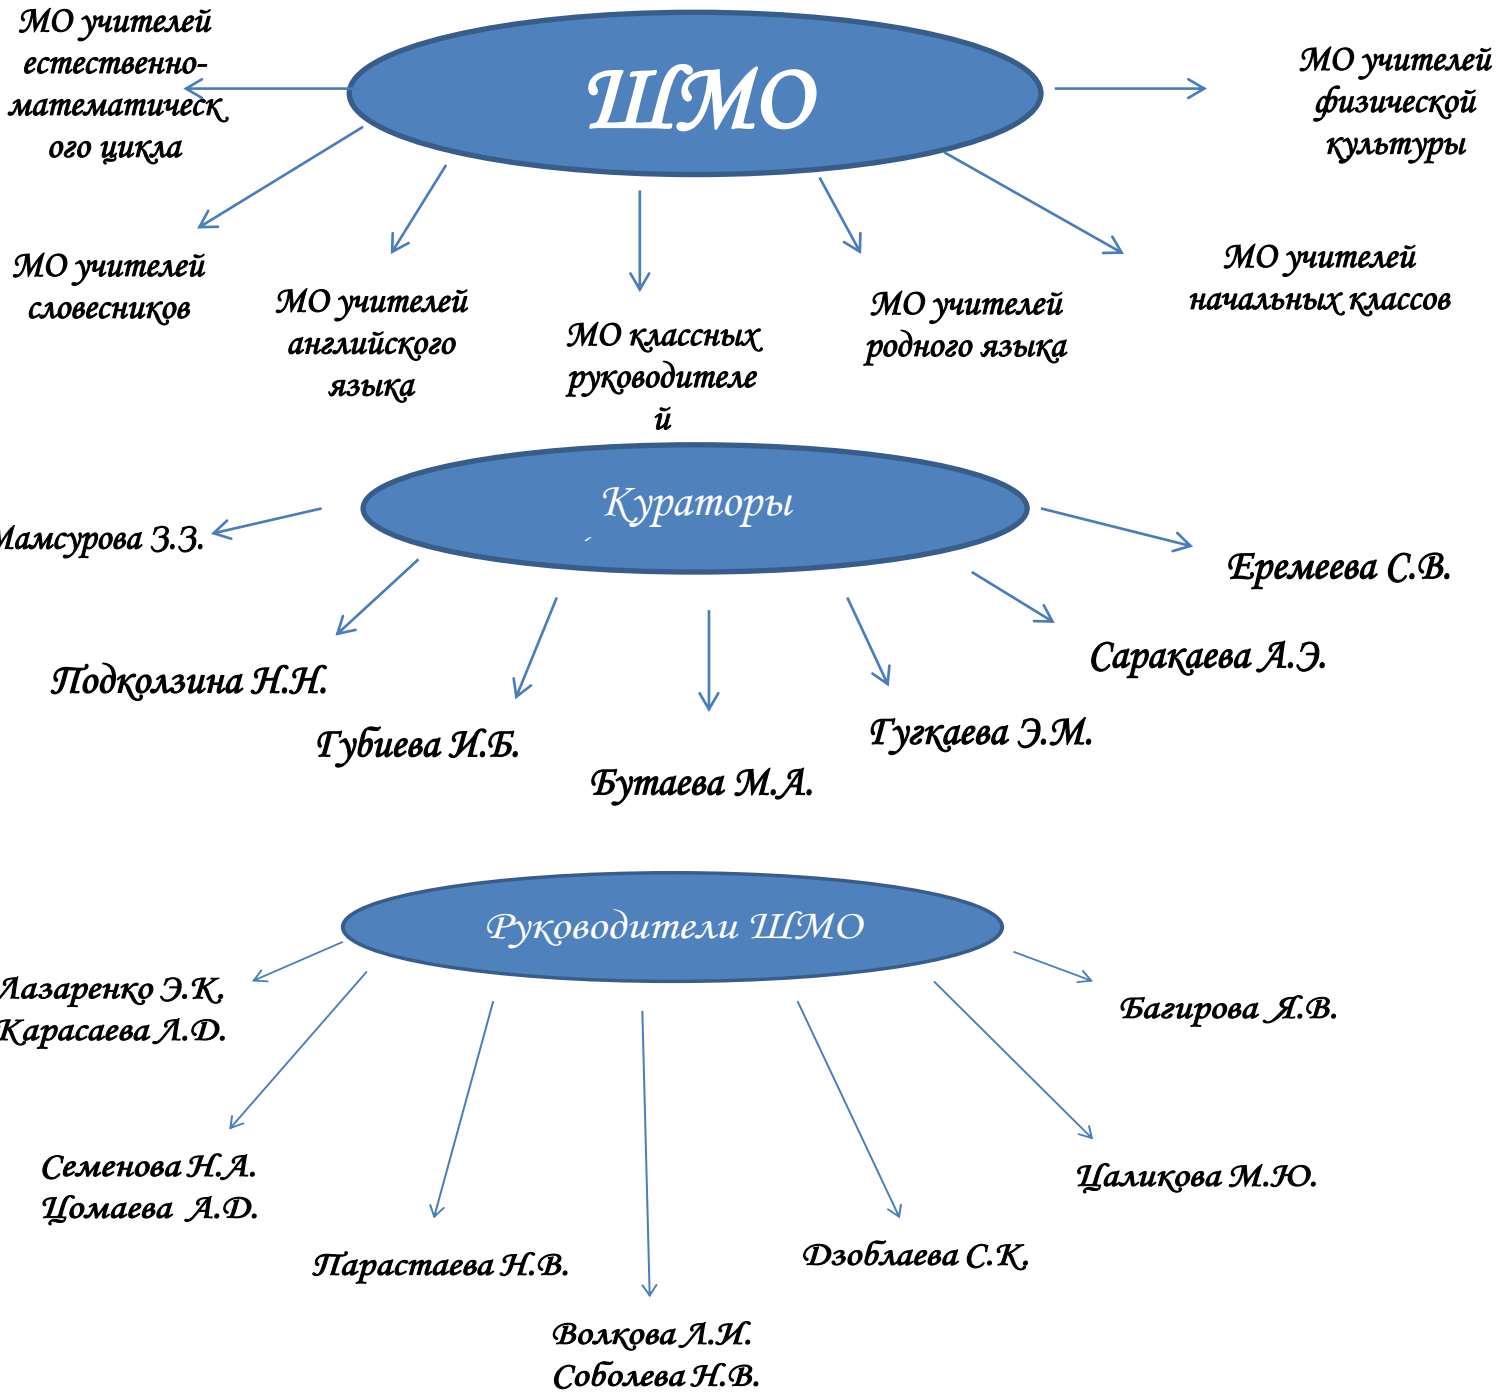 МО учителей
естественно-
математическ
ого цикла
ШМО
МО учителей
физической
культуры
МО учителей
словесников
МО учителей
английского
языка
МО классных
руководителе
й
МО учителей
родного языка
МО учителей
начальных классов
Кураторы
Мамсурова З.З.
Подколзина Н.Н.
Губиева И.Б.
Бутаева М.А.
Гугкаева Э.М.
Саракаева А.Э.
Еремеева С.В.
Руководители ШМО
Лазаренко Э.К.
Карасаева Л.D.
Семенова Н.А.
Цомаева А.D.
Парастаева Н.В.
Волкова Л.И.
Соболева Н.В.
Дзоблаева С.К.
Цаликова М.Ю.
Багирова Я.В.